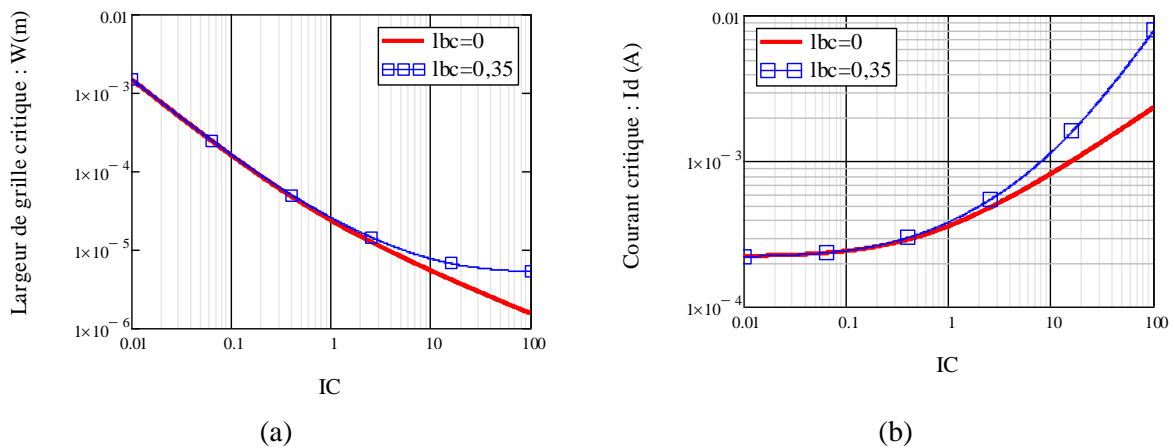 0.01
1×10⁻³
1×10⁻⁴
1×10⁻⁵
1×10⁻⁶
0.01
0.1
1
10
100
Largeur de grille critique : W(m)
IC
lbc=0
lbc=0,35
(a)
0.01
1×10⁻³
1×10⁻⁴
0.01
0.1
1
10
100
Courant critique : Id (A)
IC
lbc=0
lbc=0,35
(b)